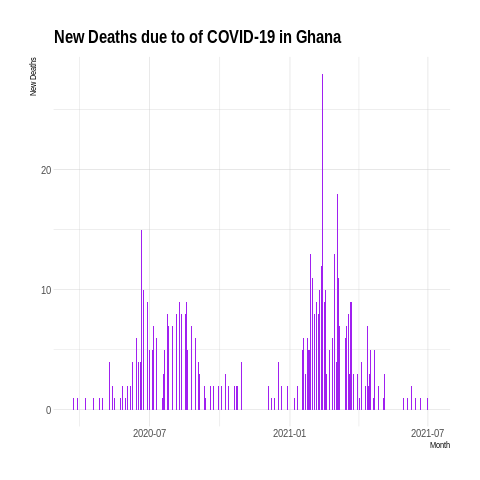 New Deaths due to of COVID-19 in Ghana
New Deaths
20
10
0
2020-07
2021-01
2021-07
Month